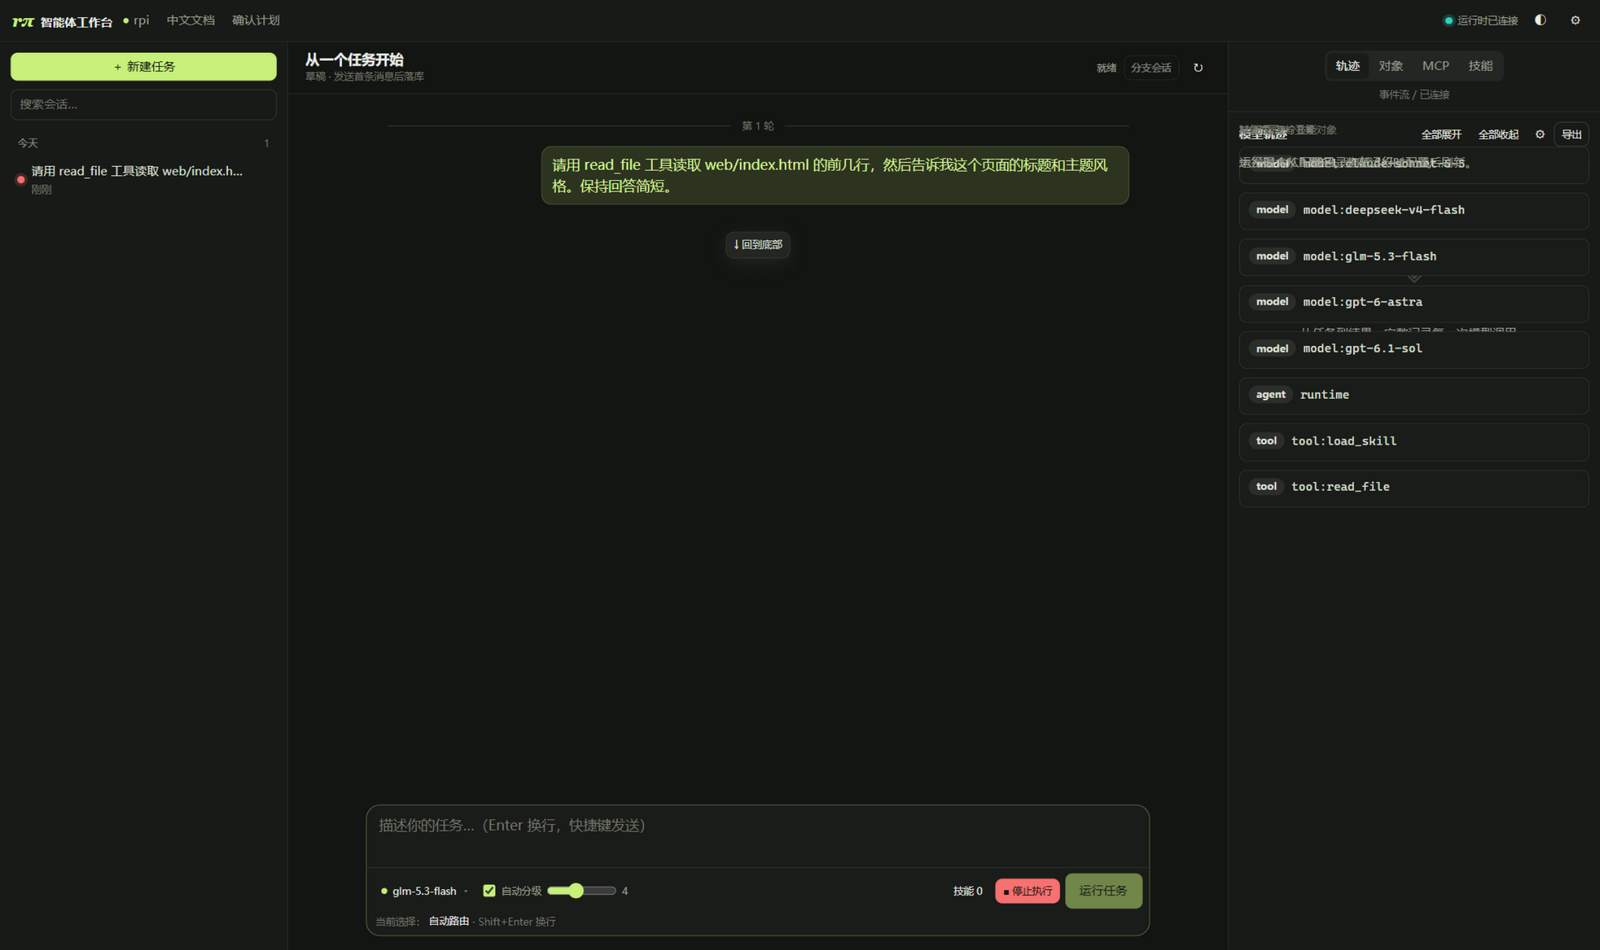 rπ 智能体工作台 rpi 中文文档 确认计划
运行时已连接
+ 新建任务
搜索会话...
今天 1
请用 read_file 工具读取 web/index.h...
刚刚
从一个任务开始
草稿 · 发送首条消息后落库
就绪 分支会话
第 1 轮
请用 read_file 工具读取 web/index.html 的前几行，然后告诉我这个页面的标题和主题风
格。保持回答简短。
↓回到底部
描述你的任务...（Enter 换行，快捷键发送）
glm-5.3-flash 自动分级 4 技能 0 停止执行 运行任务
当前选择： 自动路由 · Shift+Enter 换行
轨迹 对象 MCP 技能
事件流 / 已连接
模型轨迹 对象 全部展开 全部收起 导出
model
model model:deepseek-v4-flash
model model:glm-5.3-flash
model model:gpt-6-astra
model model:gpt-6.1-sol
agent runtime
tool tool:load_skill
tool tool:read_file